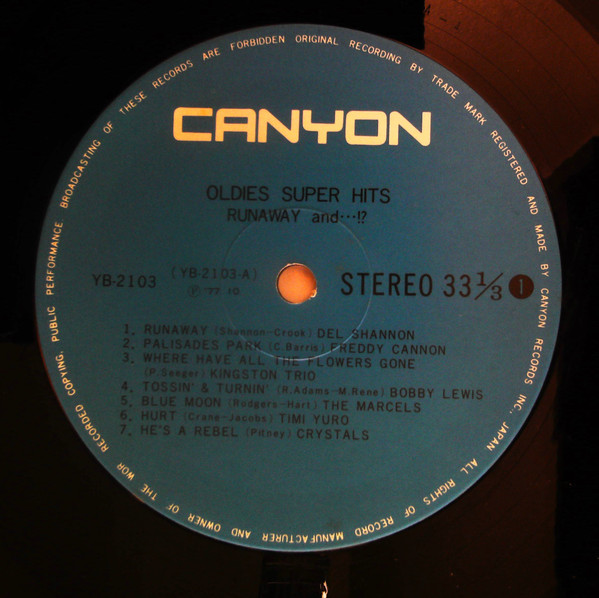 CANYON
OLDIES SUPER HITS
RUNAWAY and…!?
YB-2103
(YB-2103-A)
℗ '77.10
STEREO 33 1/3 1
1. RUNAWAY (Shannon-Crook) DEL SHANNON
2. PALISADES PARK (C.Barris) FREDDY CANNON
3. WHERE HAVE ALL THE FLOWERS GONE
(P.Seeger) KINGSTON TRIO
4. TOSSIN' & TURNIN' (R.Adams-M.Rene) BOBBY LEWIS
5. BLUE MOON (Rodgers-Hart) THE MARCELS
6. HURT (Crane-Jacobs) TIMI YURO
7. HE'S A REBEL (Pitney) CRYSTALS
ORIGINAL RECORDING BY TRADE MARK REGISTERED AND MADE BY CANYON RECORDS INC. JAPAN ALL RIGHTS OF RECORD MANUFACTURER AND OWNER OF THE WOR RECORDED COPYING, PUBLIC PERFORMANCE BROADCASTING OF THESE RECORDS ARE FORBIDDEN